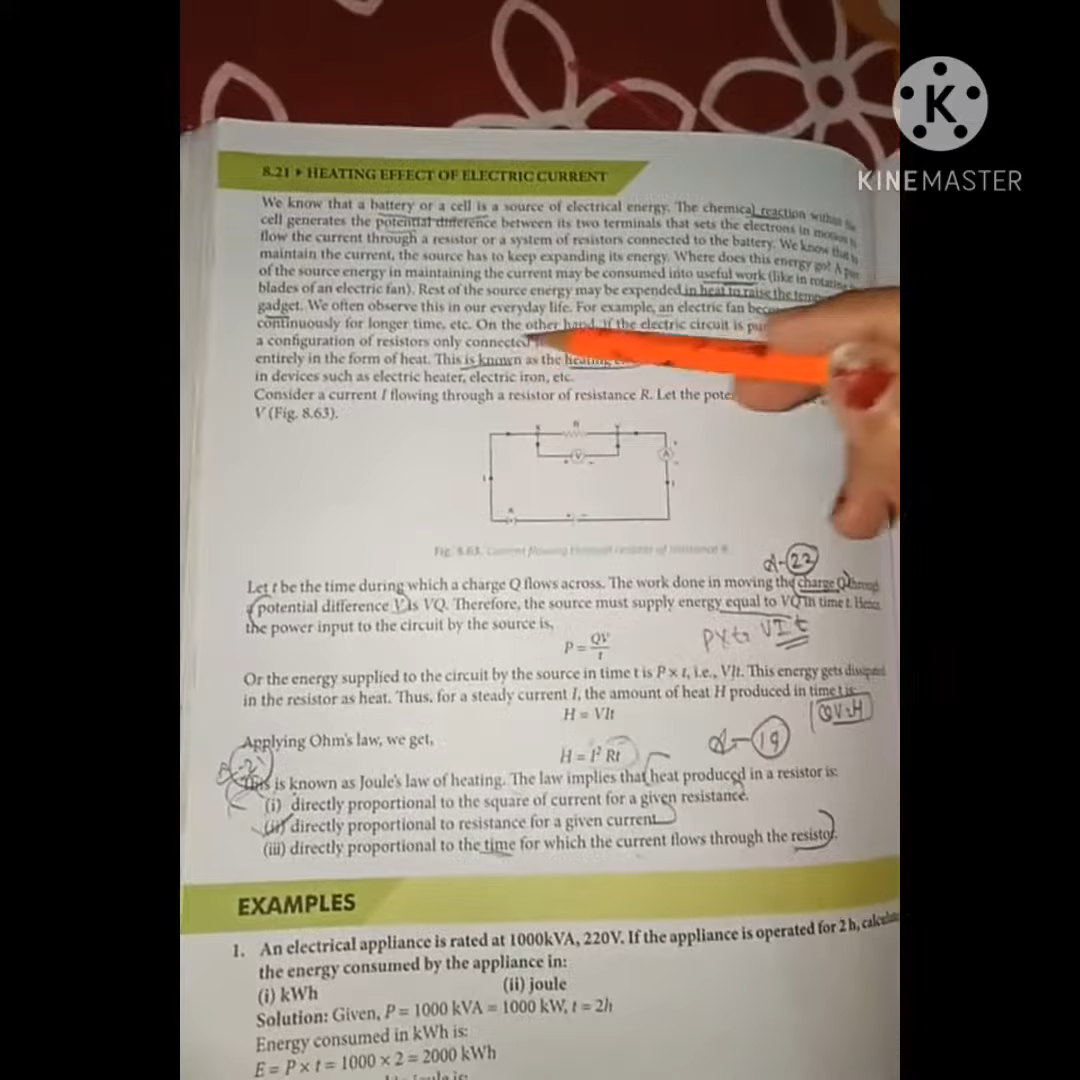 K
KINEMASTER
8.21 ▸ HEATING EFFECT OF ELECTRIC CURRENT
We know that a battery or a cell is a source of electrical energy. The chemical reaction within the
cell generates the potential difference between its two terminals that sets the electrons in motion
flow the current through a resistor or a system of resistors connected to the battery. We know that
maintain the current, the source has to keep expanding its energy. Where does this energy go? A part
of the source energy in maintaining the current may be consumed into useful work (like in rotating
blades of an electric fan). Rest of the source energy may be expended in heat to raise the
gadget. We often observe this in our everyday life. For example, an electric fan
continuously for longer time, etc. On the other hand, if the electric circuit is
a configuration of resistors only connected
entirely in the form of heat. This is known as the heating
in devices such as electric heater, electric iron, etc.
Consider a current I flowing through a resistor of resistance R. Let the
V (Fig. 8.63).
R
V
A
Fig. 8.63. Current flowing through resistor of resistance R
22
Let t be the time during which a charge Q flows across. The work done in moving the charge Q through
potential difference V is VQ. Therefore, the source must supply energy equal to VQ in time t. Hence
the power input to the circuit by the source is,
P = QV/t
P×t= VIt
Or the energy supplied to the circuit by the source in time t is P × t, i.e., VIt. This energy gets dissipated
in the resistor as heat. Thus, for a steady current I, the amount of heat H produced in time t is
H = VIt
QV=H
Applying Ohm's law, we get,
19
H = I² Rt
This is known as Joule's law of heating. The law implies that heat produced in a resistor is:
(i) directly proportional to the square of current for a given resistance.
(ii) directly proportional to resistance for a given current
(iii) directly proportional to the time for which the current flows through the resistor.
EXAMPLES
1. An electrical appliance is rated at 1000kVA, 220V. If the appliance is operated for 2 h, calculate
the energy consumed by the appliance in:
(i) kWh (ii) joule
Solution: Given, P = 1000 kVA = 1000 kW, t = 2h
Energy consumed in kWh is:
E = P × t = 1000 × 2 = 2000 kWh